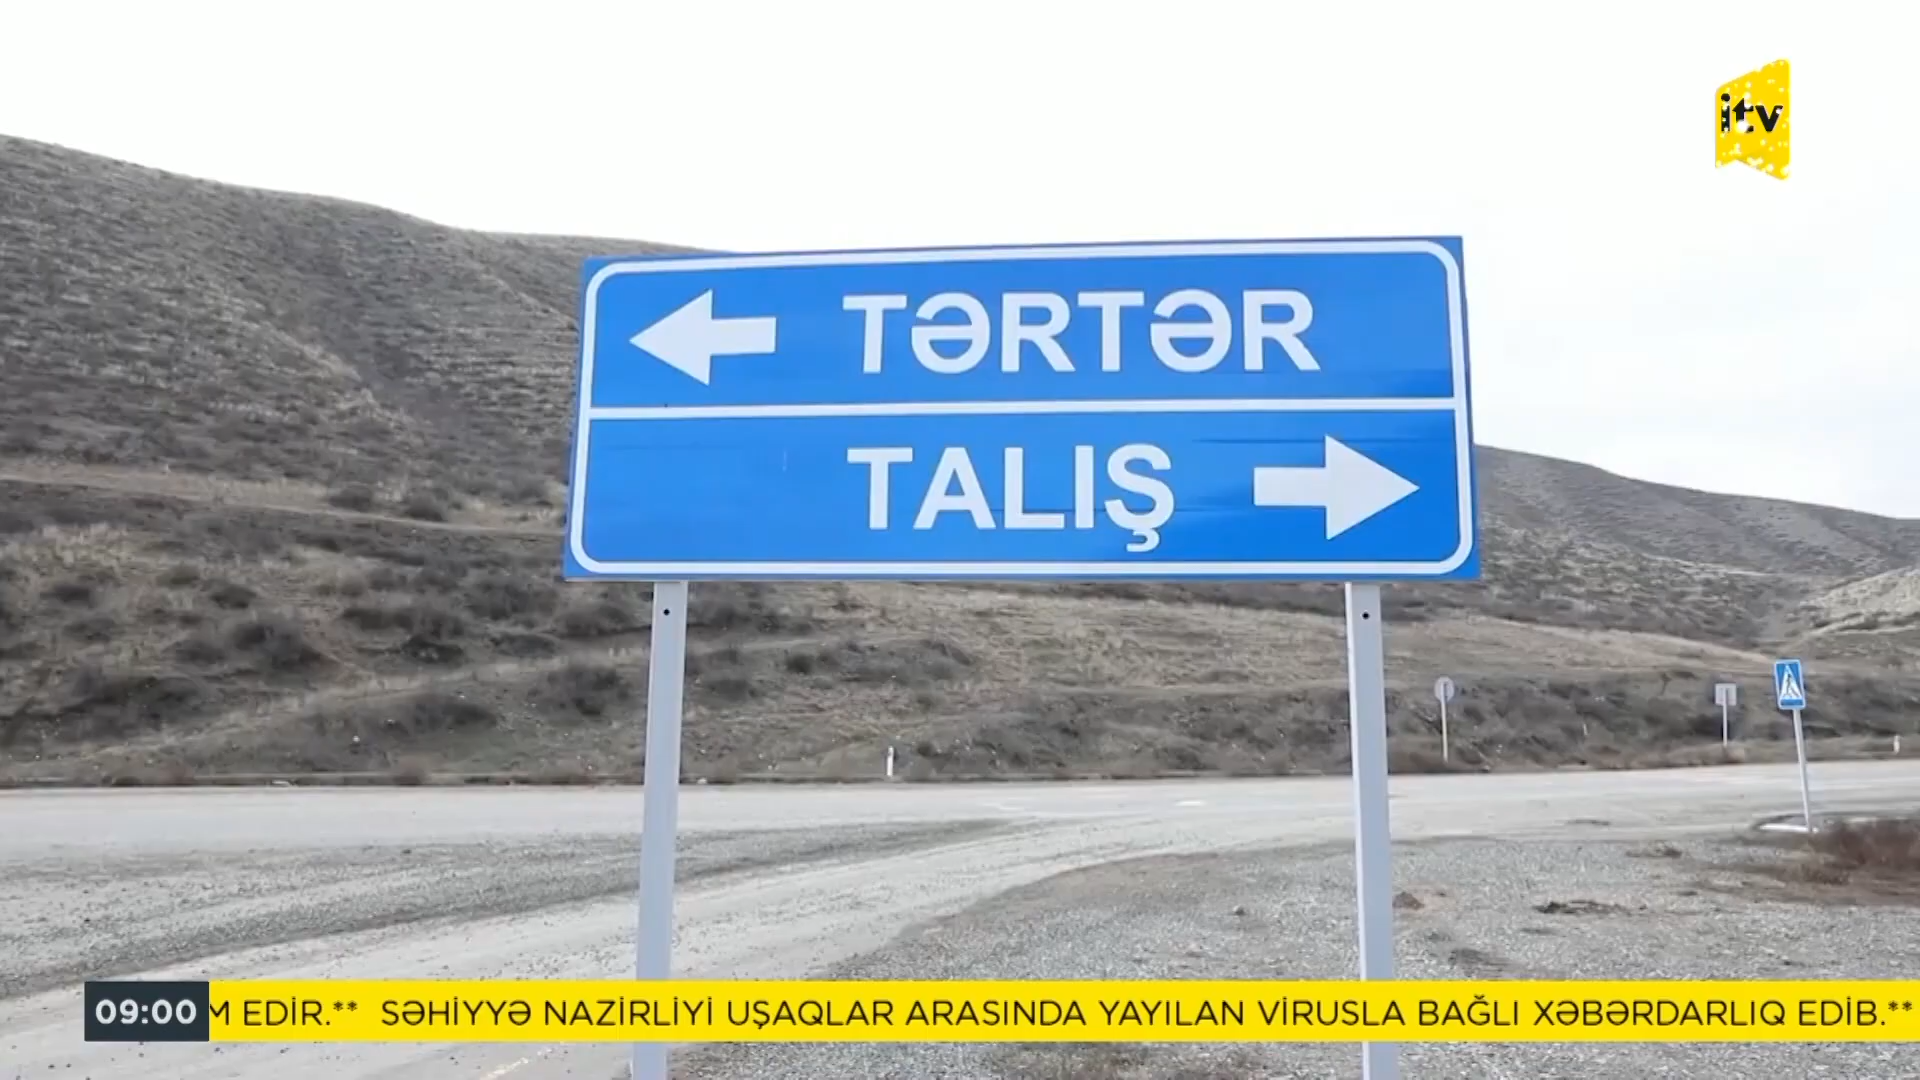 itv
TƏRTƏR
TALIŞ
09:00 M EDİR.** SƏHİYYƏ NAZİRLİYİ UŞAQLAR ARASINDA YAYILAN VİRUSLA BAĞLI XƏBƏRDARLIQ EDİB.**